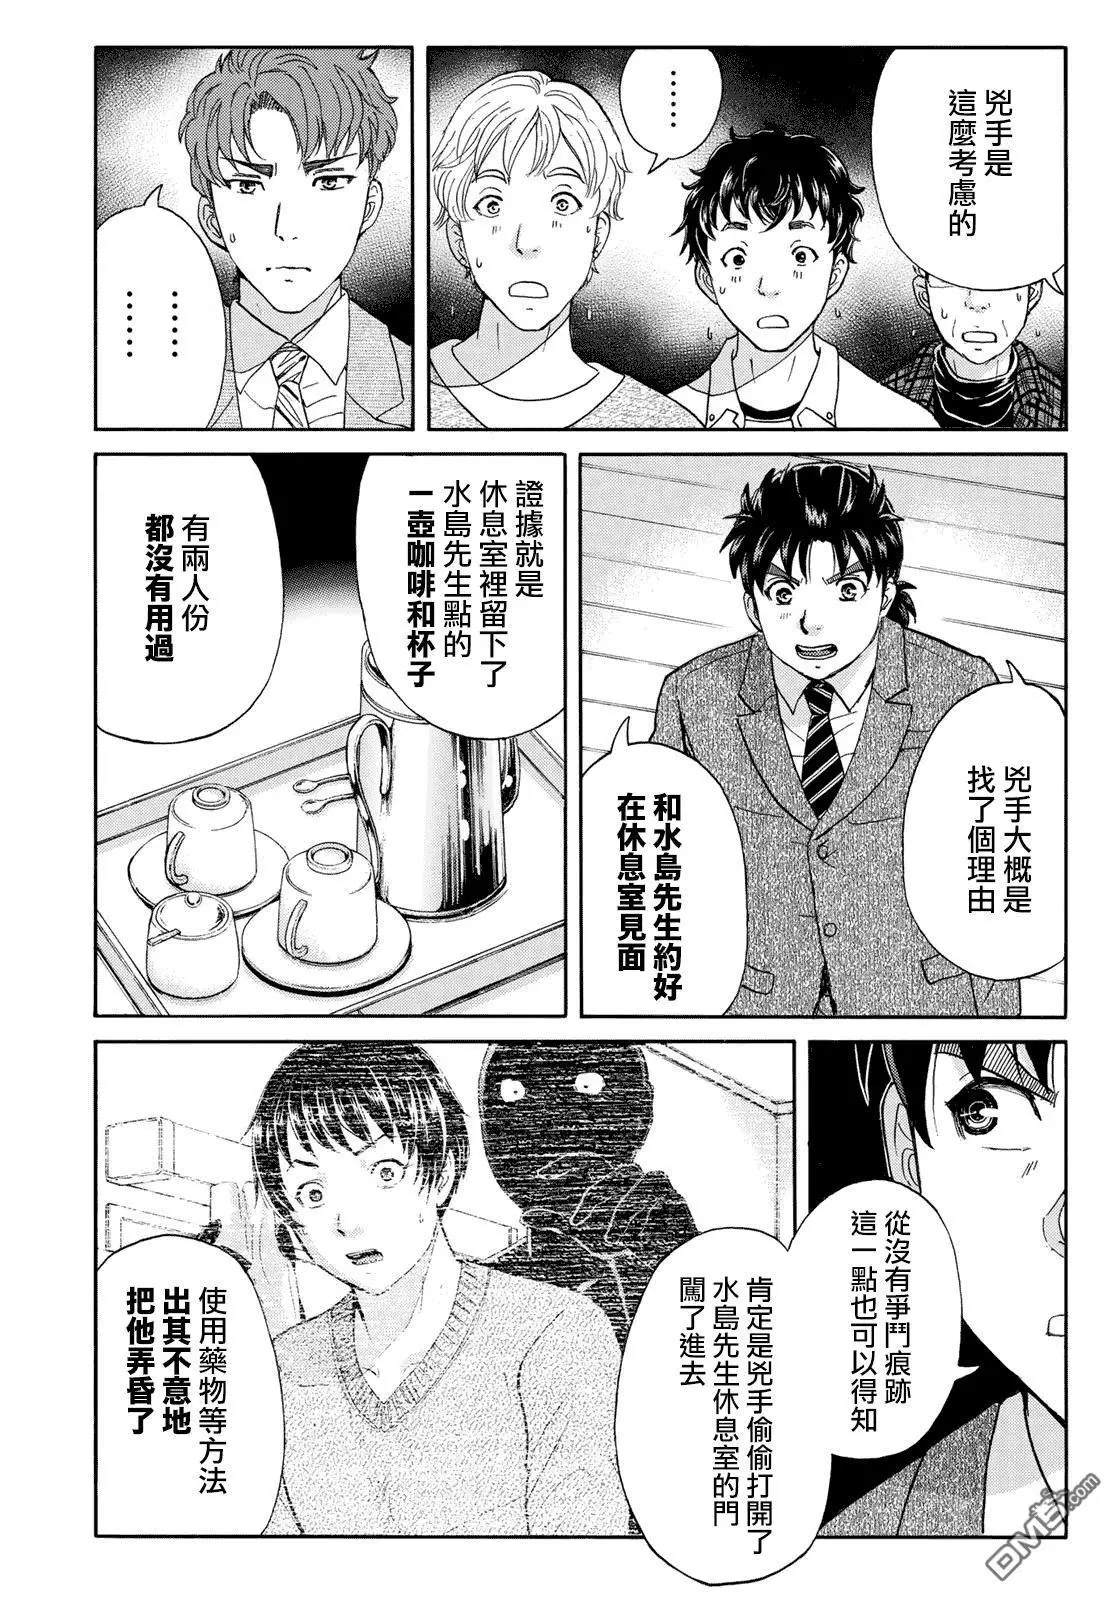 兇手是
這麼考慮的
……
……
……
兇手大概是
找了個理由
和水島先生約好
在休息室見面
證據就是
休息室裡留下了
水島先生點的
一壺咖啡和杯子
有兩人份
都沒有用過
從沒有爭鬥痕跡
這一點也可以得知
肯定是兇手偷偷打開了
水島先生休息室的門
闖了進去
使用藥物等方法
出其不意地
把他弄昏了
DM5.com